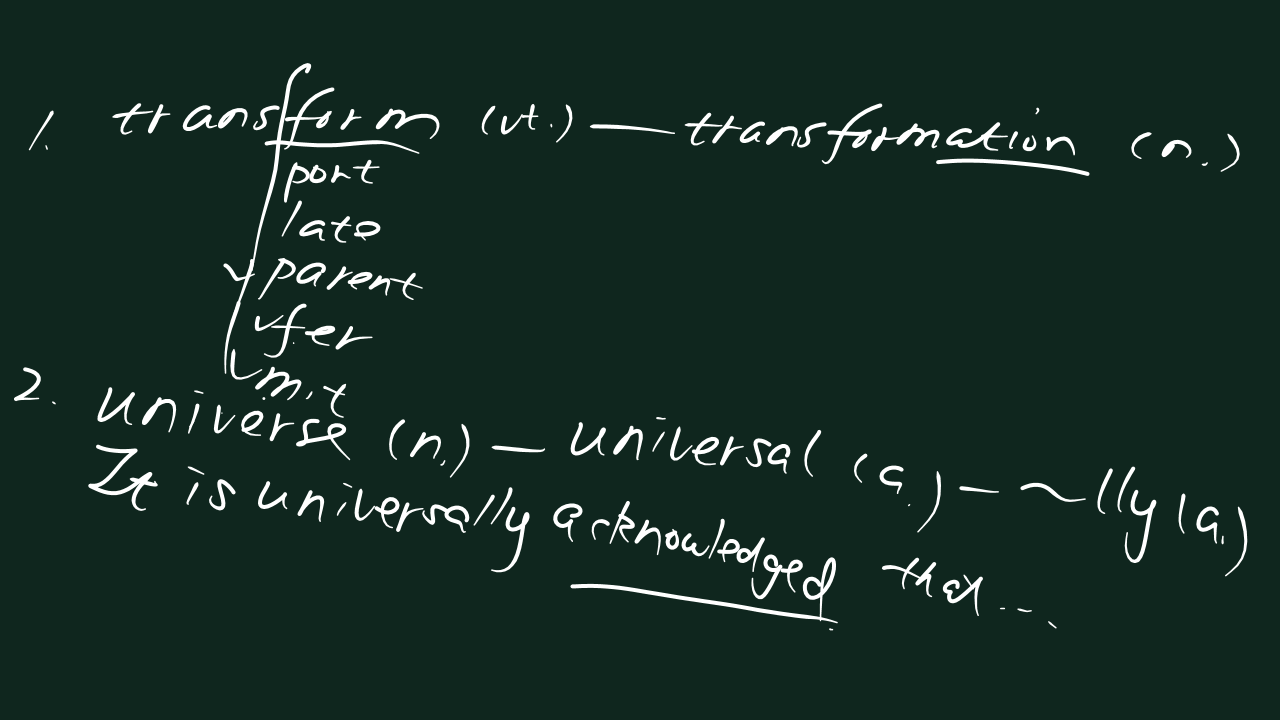 1. transform (vt.) — transformation (n.)
port
late
parent
fer
mit
2. universe (n.) — universal (a.) — ~lly (a.)
It is universally acknowledged that...